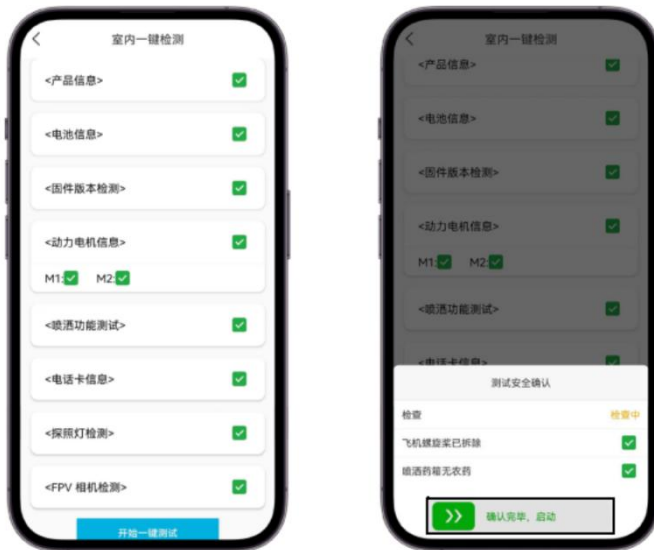 室内一键检测
<产品信息>
<电池信息>
<固件版本检测>
<动力电机信息>
M1: M2:
<喷洒功能测试>
<电话卡信息>
<探照灯检测>
<FPV 相机检测>
开始一键测试
室内一键检测
<产品信息>
<电池信息>
<固件版本检测>
<动力电机信息>
M1: M2:
<喷洒功能测试>
<电话卡信息>
测试安全确认
检查 检查中
飞机螺旋桨已拆除
喷洒药箱无农药
确认完毕，启动